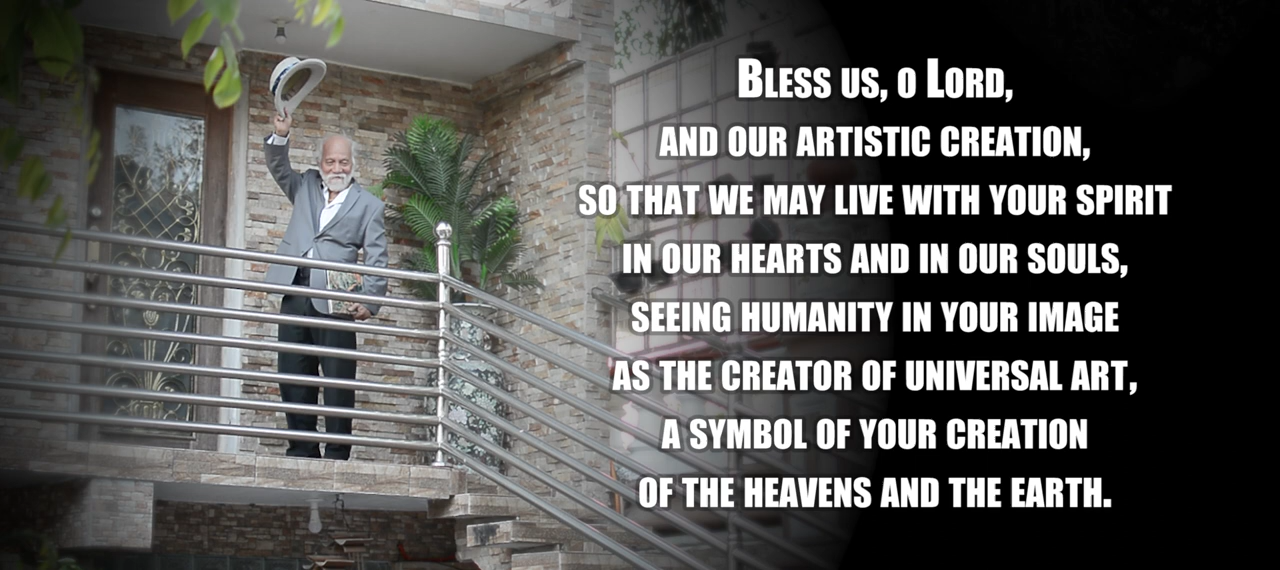 Bless us, o Lord,
and our artistic creation,
so that we may live with your spirit
in our hearts and in our souls,
seeing humanity in your image
as the creator of universal art,
a symbol of your creation
of the heavens and the earth.